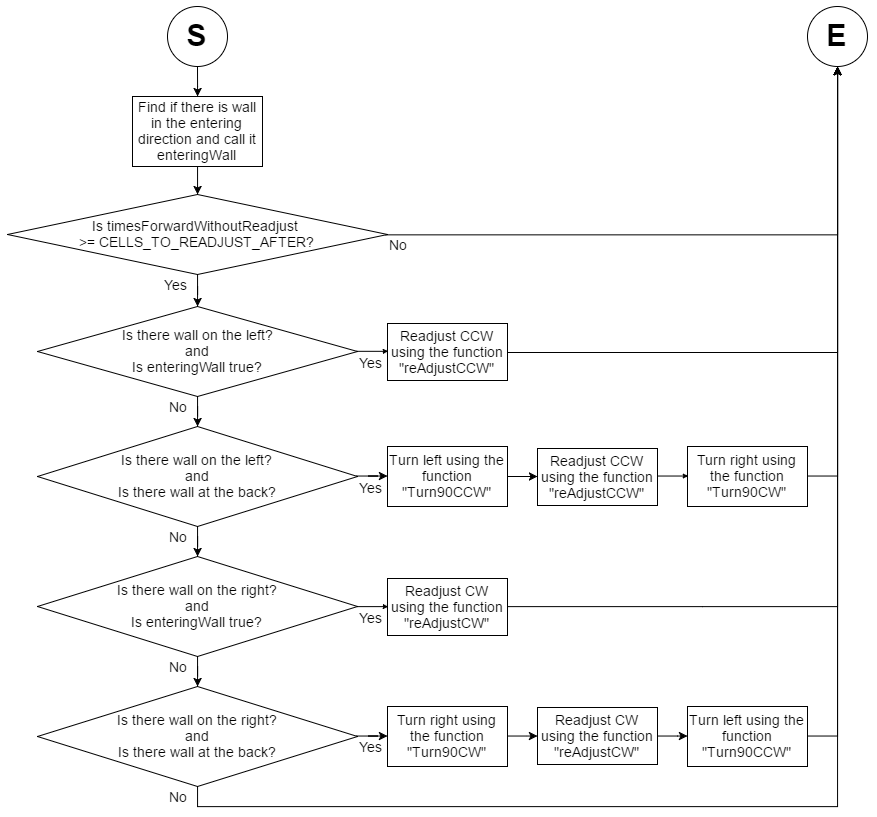 S
E
Find if there is wall
in the entering
direction and call it
enteringWall
Is timesForwardWithoutReadjust
>= CELLS_TO_READJUST_AFTER?
No
Yes
Is there wall on the left?
and
Is enteringWall true?
Yes
Readjust CCW
using the function
"reAdjustCCW"
No
Is there wall on the left?
and
Is there wall at the back?
Yes
Turn left using the
function
"Turn90CCW"
Readjust CCW
using the function
"reAdjustCCW"
Turn right using
the function
"Turn90CW"
No
Is there wall on the right?
and
Is enteringWall true?
Yes
Readjust CW
using the function
"reAdjustCW"
No
Is there wall on the right?
and
Is there wall at the back?
Yes
Turn right using
the function
"Turn90CW"
Readjust CW
using the function
"reAdjustCW"
Turn left using the
function
"Turn90CCW"
No